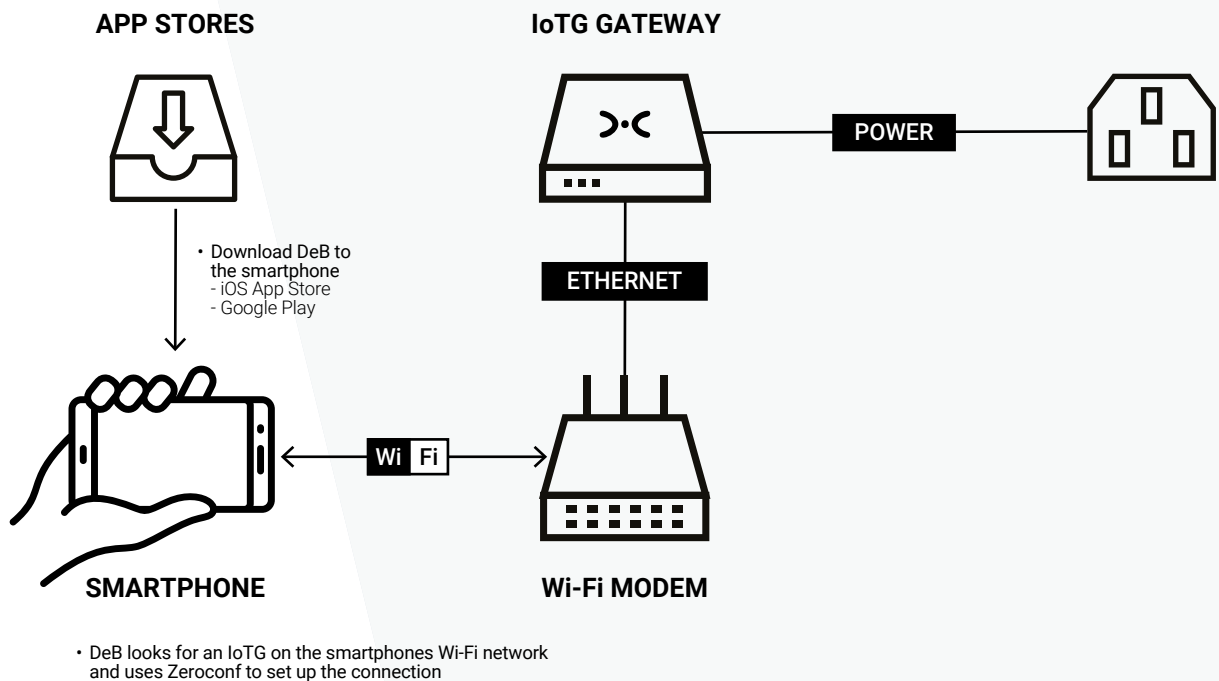 APP STORES
IoTG GATEWAY
POWER
• Download DeB to
the smartphone
- iOS App Store
- Google Play
ETHERNET
Wi Fi
SMARTPHONE
Wi-Fi MODEM
• DeB looks for an IoTG on the smartphones Wi-Fi network
and uses Zeroconf to set up the connection